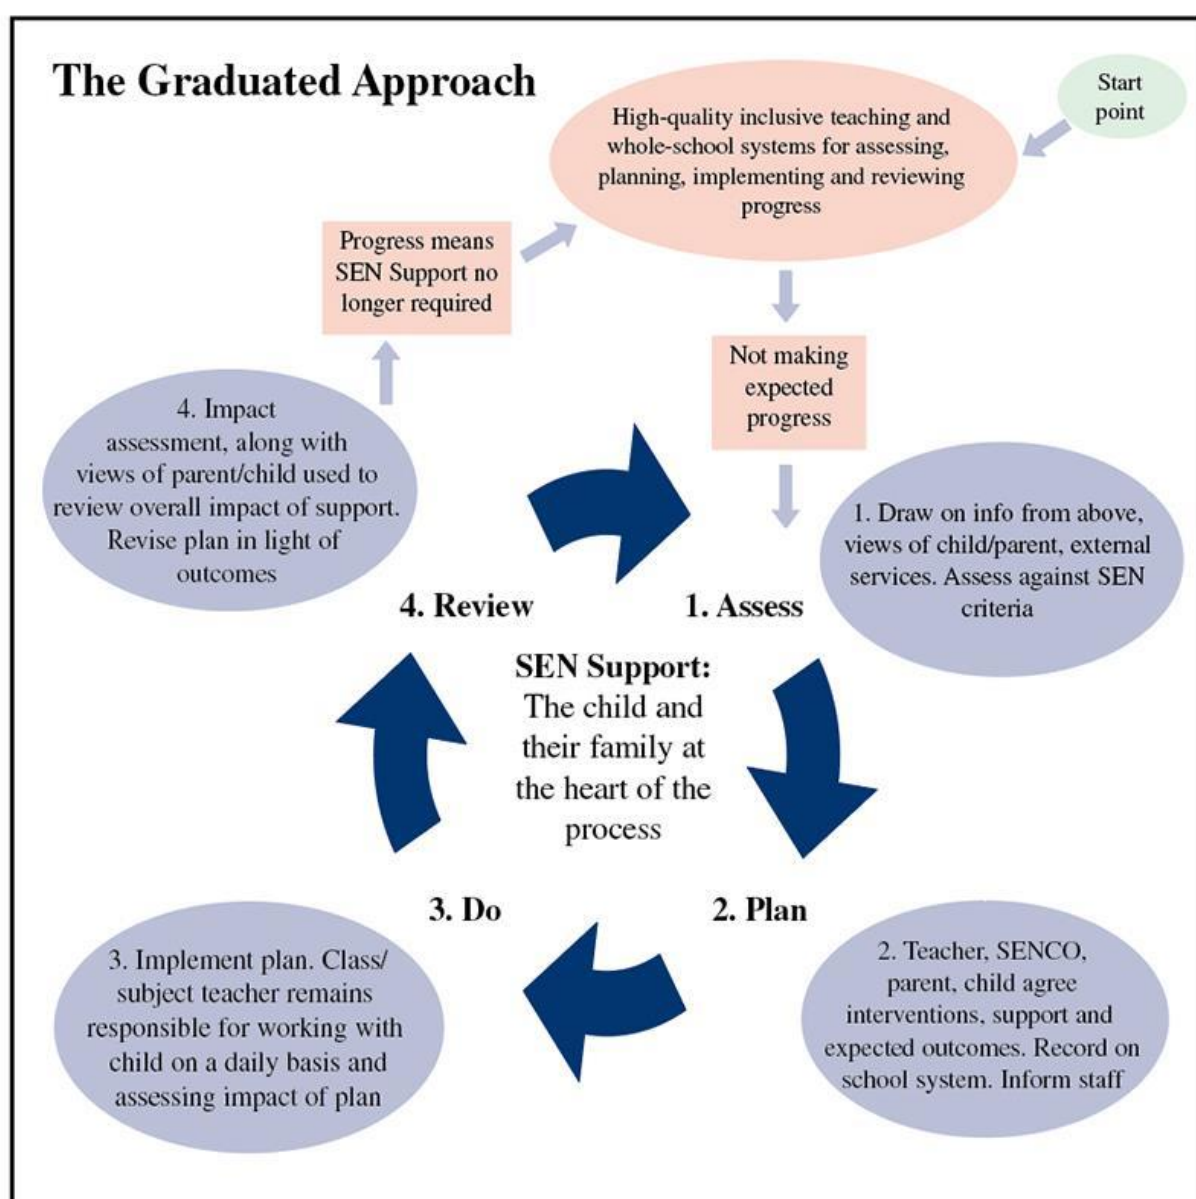 The Graduated Approach
Start
point
High-quality inclusive teaching and
whole-school systems for assessing,
planning, implementing and reviewing
progress
Progress means
SEN Support no
longer required
Not making
expected
progress
4. Impact
assessment, along with
views of parent/child used to
review overall impact of support.
Revise plan in light of
outcomes
1. Draw on info from above,
views of child/parent, external
services. Assess against SEN
criteria
4. Review
1. Assess
SEN Support:
The child and
their family at
the heart of the
process
3. Do
2. Plan
3. Implement plan. Class/
subject teacher remains
responsible for working with
child on a daily basis and
assessing impact of plan
2. Teacher, SENCO,
parent, child agree
interventions, support and
expected outcomes. Record on
school system. Inform staff